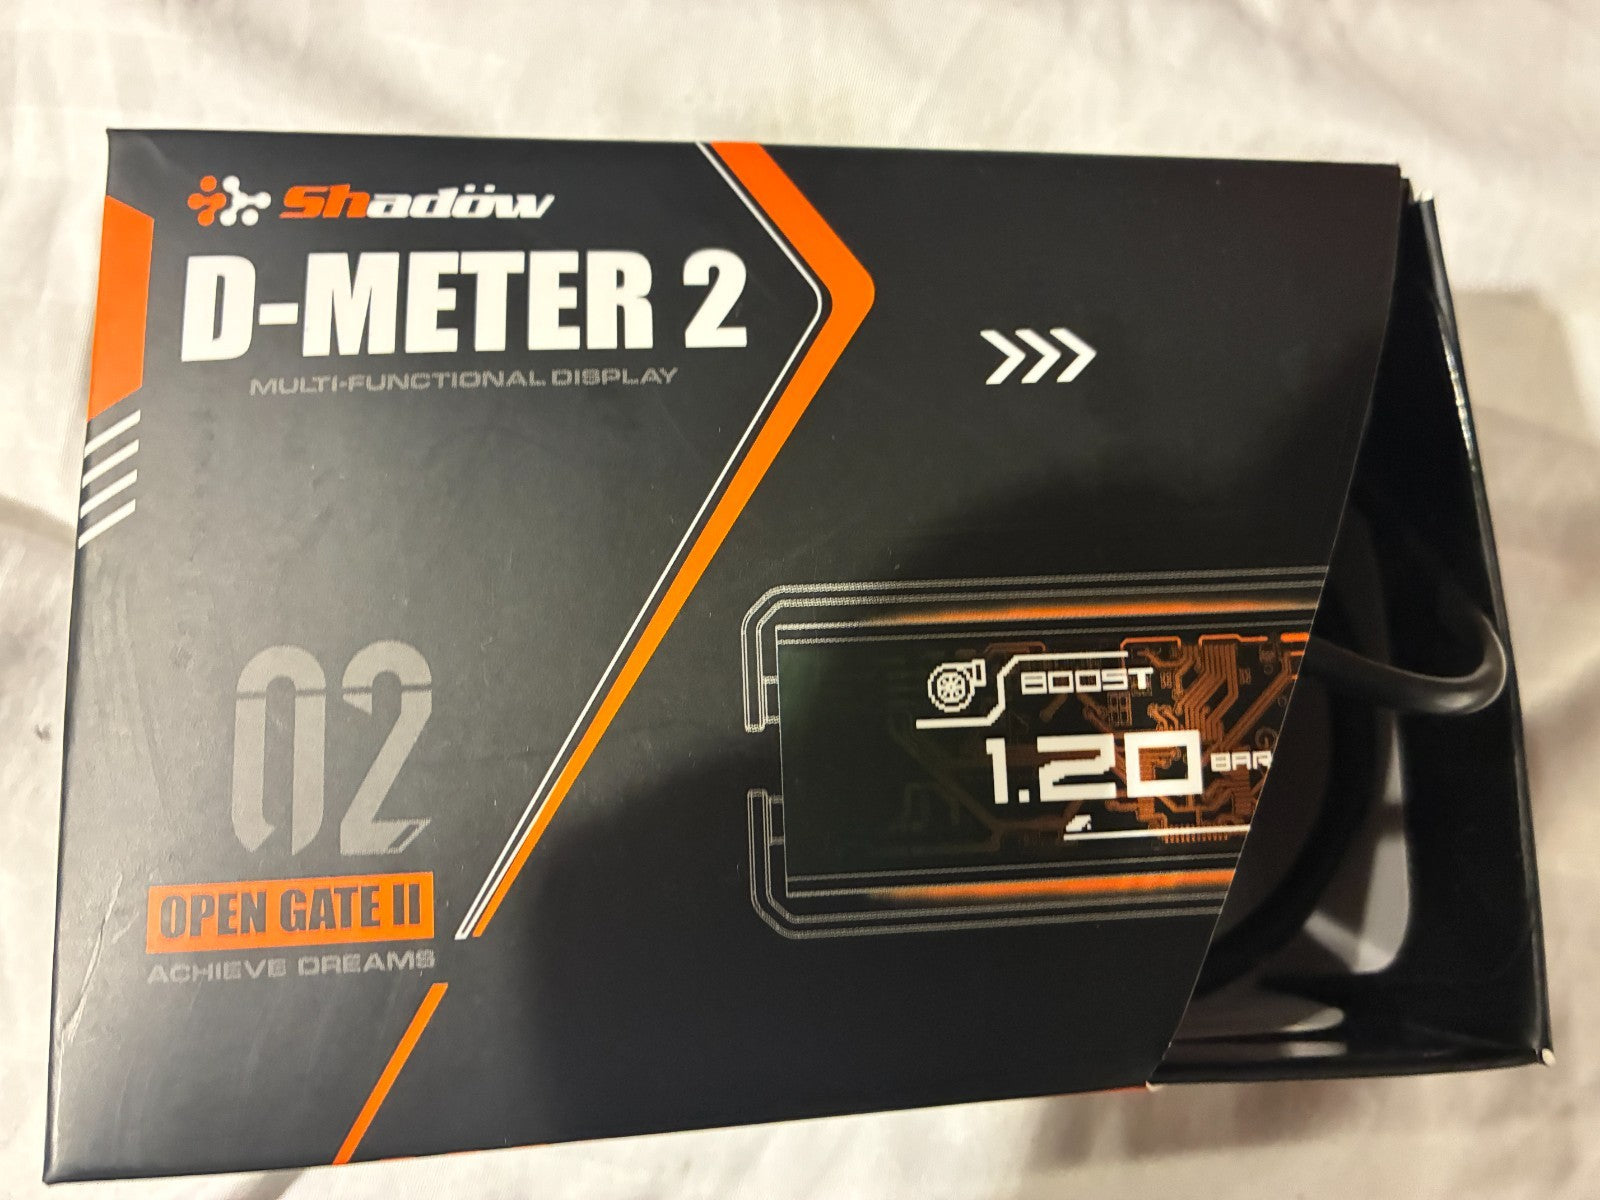 Shadöw
D-METER 2
MULTI-FUNCTIONAL DISPLAY
02
OPEN GATE II
ACHIEVE DREAMS
BOOST
1.20 BAR